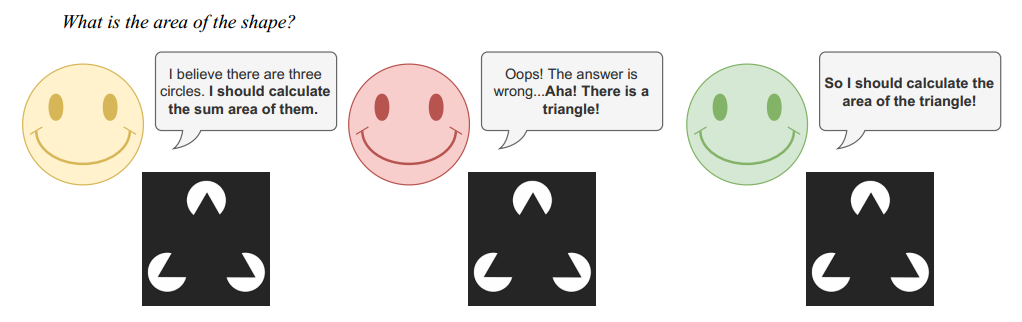 What is the area of the shape?
I believe there are three
circles. I should calculate
the sum area of them.
Oops! The answer is
wrong...Aha! There is a
triangle!
So I should calculate the
area of the triangle!